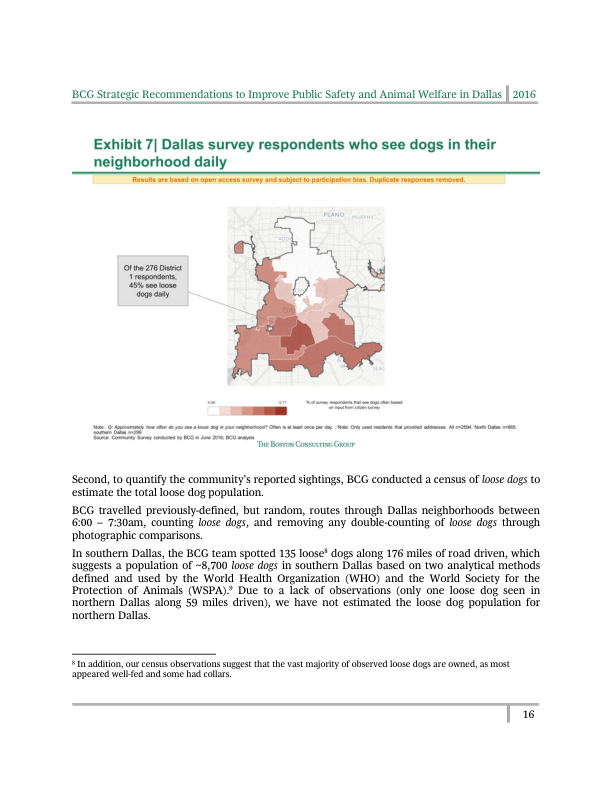 BCG Strategic Recommendations to Improve Public Safety and Animal Welfare in Dallas 2016
Exhibit 7| Dallas survey respondents who see dogs in their
neighborhood daily
Results are based on open access survey and subject to participation bias. Duplicate responses removed.
PLANO
Of the 276 District
1 respondents,
45% see loose
dogs daily
% of survey respondents that see dogs often based
on input from citizen survey
Note: Q: Approximately how often do you see a loose dog in your neighborhood? Often is at least once per day. ; Note: Only used residents that provided addresses. All n=2594. North Dallas n=665.
southern Dallas n=299
Source: Community Survey conducted by BCG in June 2016; BCG analysis
THE BOSTON CONSULTING GROUP
Second, to quantify the community's reported sightings, BCG conducted a census of loose dogs to
estimate the total loose dog population.
BCG travelled previously-defined, but random, routes through Dallas neighborhoods between
6:00 – 7:30am, counting loose dogs, and removing any double-counting of loose dogs through
photographic comparisons.
In southern Dallas, the BCG team spotted 135 loose⁸ dogs along 176 miles of road driven, which
suggests a population of ~8,700 loose dogs in southern Dallas based on two analytical methods
defined and used by the World Health Organization (WHO) and the World Society for the
Protection of Animals (WSPA).⁹ Due to a lack of observations (only one loose dog seen in
northern Dallas along 59 miles driven), we have not estimated the loose dog population for
northern Dallas.
⁸ In addition, our census observations suggest that the vast majority of observed loose dogs are owned, as most
appeared well-fed and some had collars.
16